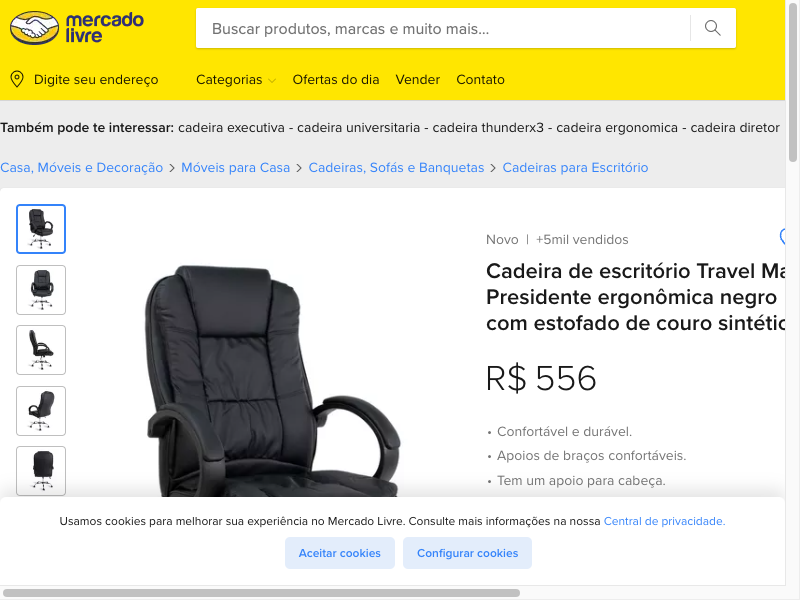 mercado
livre
Buscar produtos, marcas e muito mais...
Digite seu endereço
Categorias
Ofertas do dia
Vender
Contato
Também pode te interessar: cadeira executiva - cadeira universitaria - cadeira thunderx3 - cadeira ergonomica - cadeira diretor
Casa, Móveis e Decoração > Móveis para Casa > Cadeiras, Sofás e Banquetas > Cadeiras para Escritório
Novo | +5mil vendidos
Cadeira de escritório Travel Ma
Presidente ergonômica negro
com estofado de couro sintétic
R$ 556
• Confortável e durável.
• Apoios de braços confortáveis.
• Tem um apoio para cabeça.
Usamos cookies para melhorar sua experiência no Mercado Livre. Consulte mais informações na nossa Central de privacidade.
Aceitar cookies
Configurar cookies